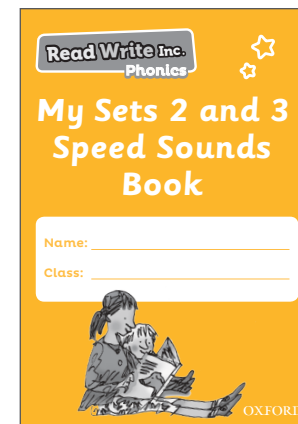 Read Write Inc.
Phonics
My Sets 2 and 3
Speed Sounds
Book
Name:
Class:
OXFORD